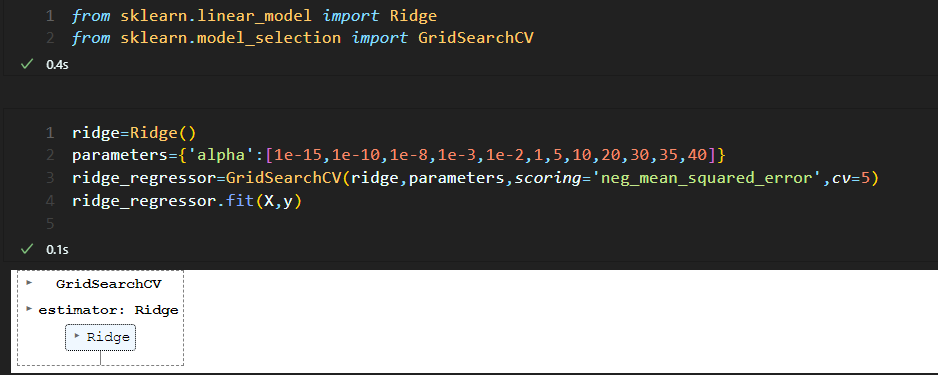 1 from sklearn.linear_model import Ridge
2 from sklearn.model_selection import GridSearchCV
✓ 0.4s
1 ridge=Ridge()
2 parameters={'alpha':[1e-15,1e-10,1e-8,1e-3,1e-2,1,5,10,20,30,35,40]}
3 ridge_regressor=GridSearchCV(ridge,parameters,scoring='neg_mean_squared_error',cv=5)
4 ridge_regressor.fit(X,y)
5
✓ 0.1s
▸ GridSearchCV
▸ estimator: Ridge
▸ Ridge